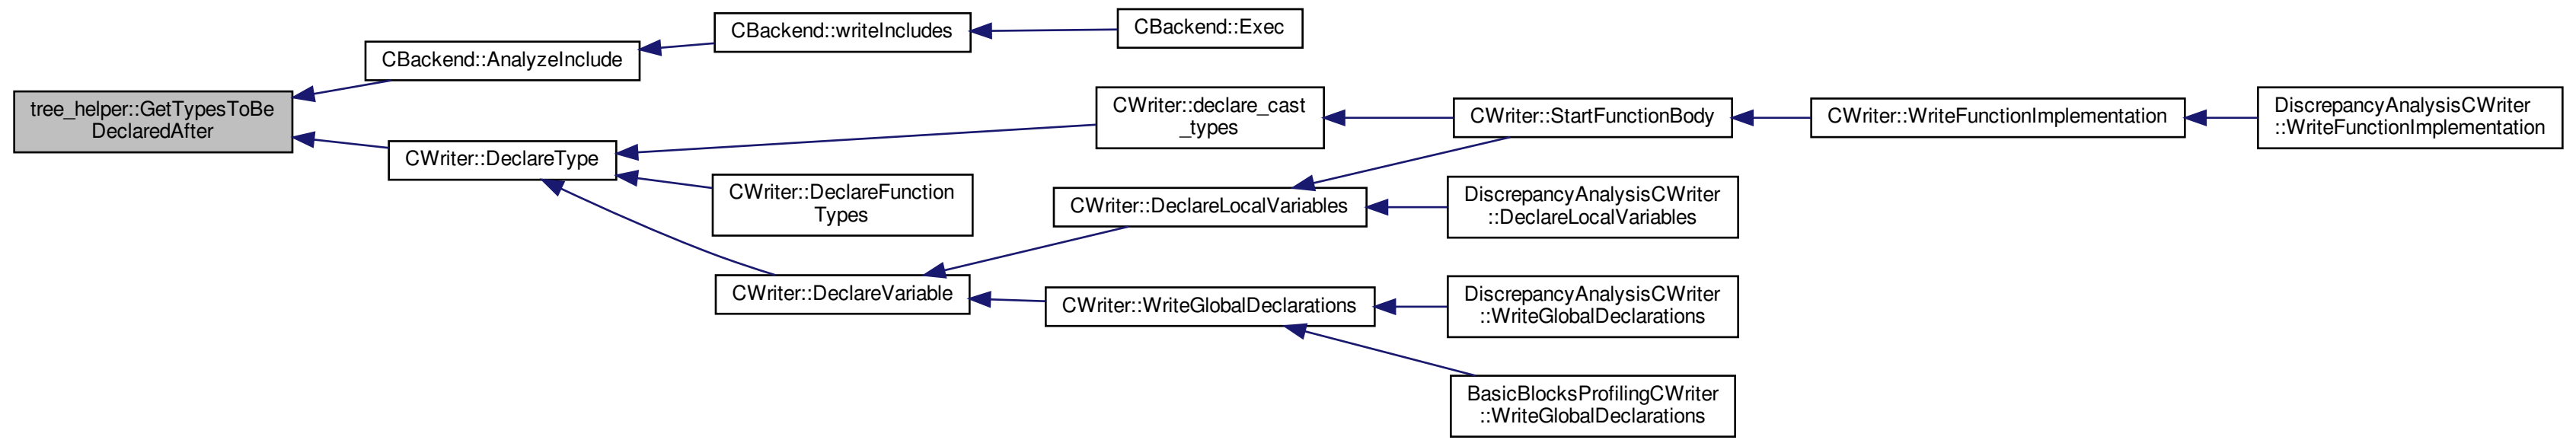 tree_helper::GetTypesToBe
DeclaredAfter
CBackend::AnalyzeInclude
CBackend::writeIncludes
CBackend::Exec
CWriter::DeclareType
CWriter::declare_cast
_types
CWriter::StartFunctionBody
CWriter::WriteFunctionImplementation
DiscrepancyAnalysisCWriter
::WriteFunctionImplementation
CWriter::DeclareFunction
Types
CWriter::DeclareVariable
CWriter::DeclareLocalVariables
DiscrepancyAnalysisCWriter
::DeclareLocalVariables
CWriter::WriteGlobalDeclarations
DiscrepancyAnalysisCWriter
::WriteGlobalDeclarations
BasicBlocksProfilingCWriter
::WriteGlobalDeclarations